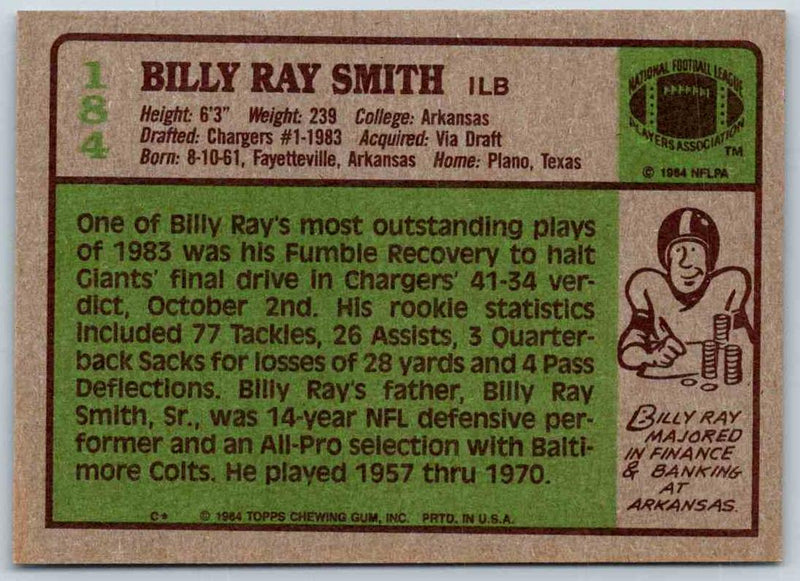 184
BILLY RAY SMITH ILB
Height: 6'3" Weight: 239 College: Arkansas
Drafted: Chargers #1-1983 Acquired: Via Draft
Born: 8-10-61, Fayetteville, Arkansas Home: Plano, Texas
NATIONAL FOOTBALL LEAGUE
PLAYERS ASSOCIATION
TM
© 1984 NFLPA
One of Billy Ray's most outstanding plays
of 1983 was his Fumble Recovery to halt
Giants' final drive in Chargers' 41-34 ver-
dict, October 2nd. His rookie statistics
included 77 Tackles, 26 Assists, 3 Quarter-
back Sacks for losses of 28 yards and 4 Pass
Deflections. Billy Ray's father, Billy Ray
Smith, Sr., was 14-year NFL defensive per-
former and an All-Pro selection with Balti-
more Colts. He played 1957 thru 1970.
BILLY RAY
MAJORED
IN FINANCE
& BANKING
AT
ARKANSAS.
C* © 1984 TOPPS CHEWING GUM, INC. PRTD. IN U.S.A.